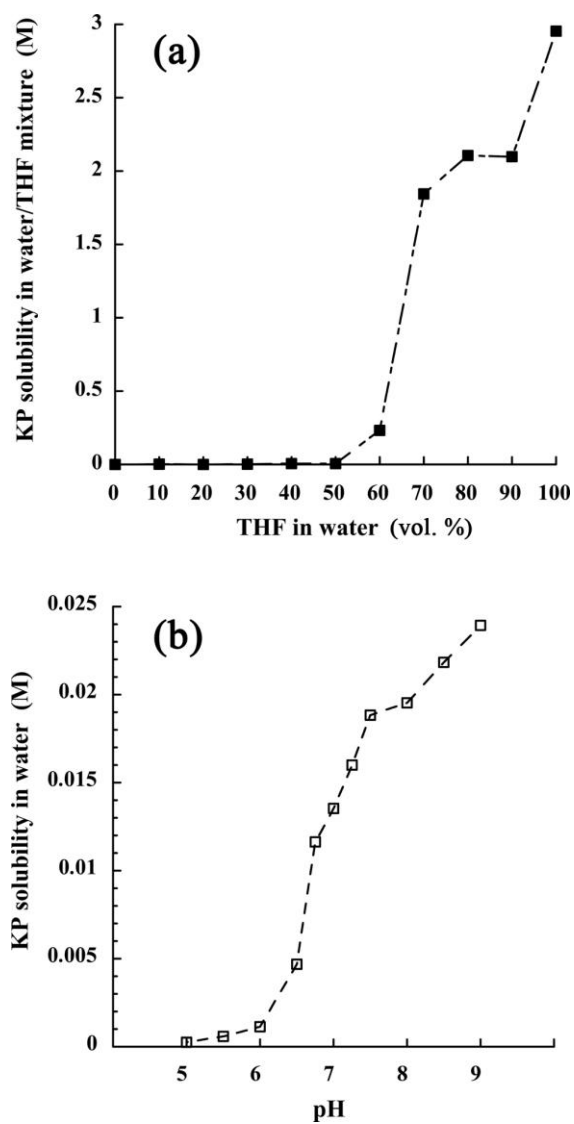 (a)
KP solubility in water/THF mixture (M)
3
2.5
2
1.5
1
0.5
0
0 10 20 30 40 50 60 70 80 90 100
THF in water (vol. %)
(b)
KP solubility in water (M)
0.025
0.02
0.015
0.01
0.005
0
5 6 7 8 9
pH